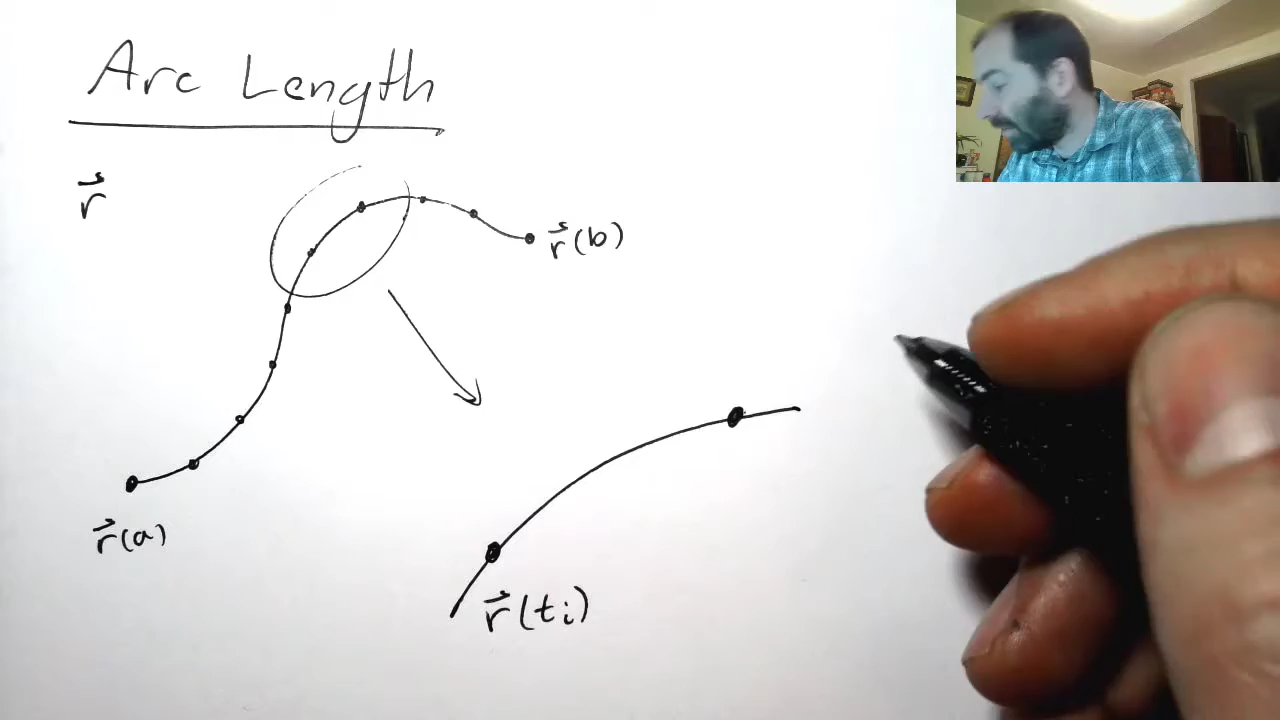 Arc Length
r⃗
r⃗(b)
r⃗(a)
r⃗(tᵢ)